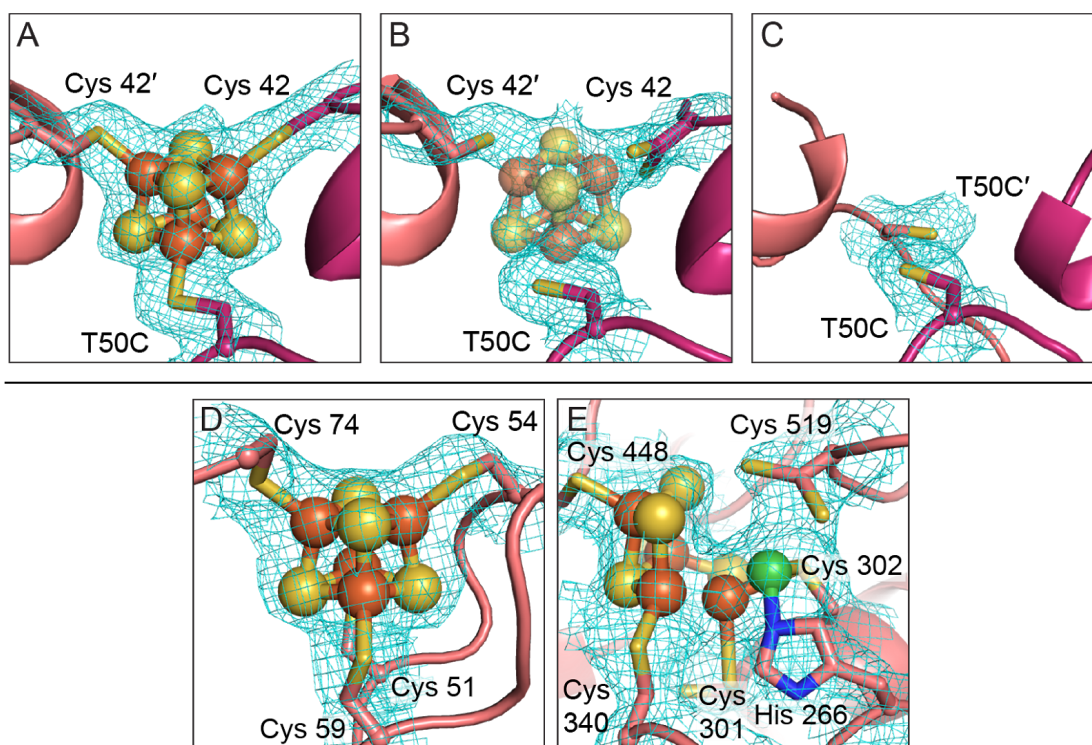 A
Cys 42′
Cys 42
T50C
B
Cys 42′
Cys 42
T50C
C
T50C′
T50C
D
Cys 74
Cys 54
Cys 51
Cys 59
E
Cys 519
Cys 448
Cys 302
Cys
340
Cys
301
His 266